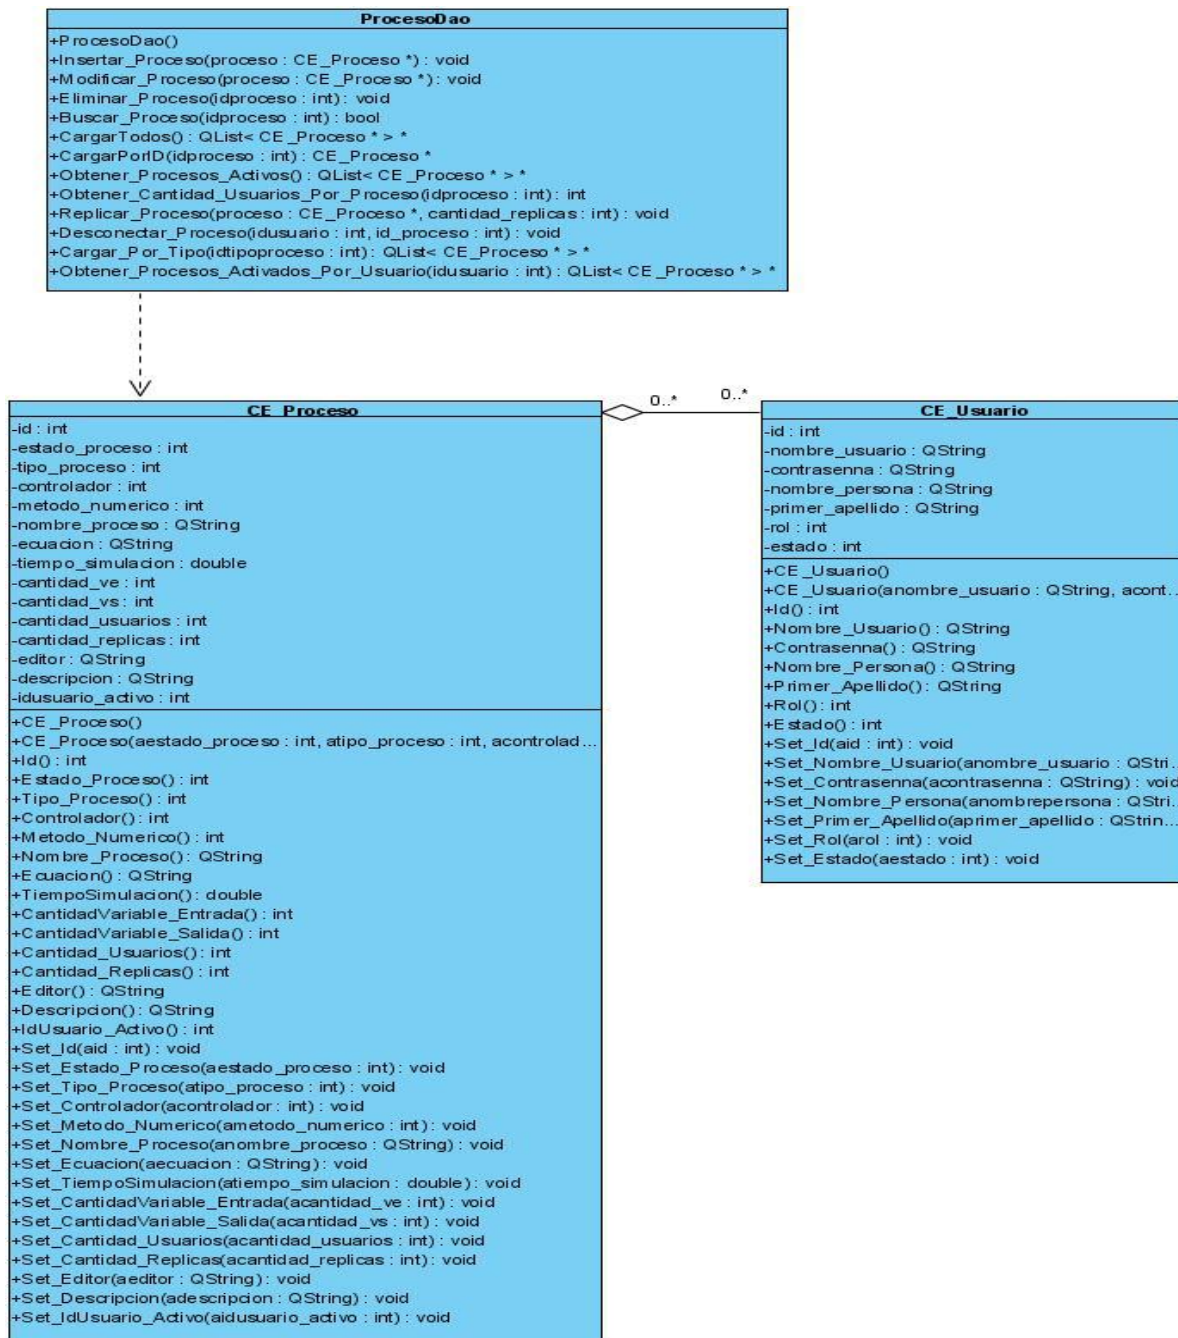 ProcesoDao
+ProcesoDao()
+Insertar_Proceso(proceso : CE_Proceso *) : void
+Modificar_Proceso(proceso : CE_Proceso *) : void
+Eliminar_Proceso(idproceso : int) : void
+Buscar_Proceso(idproceso : int) : bool
+CargarTodos() : QList< CE_Proceso * > *
+CargarPorID(idproceso : int) : CE_Proceso *
+Obtener_Procesos_Activos() : QList< CE_Proceso * > *
+Obtener_Cantidad_Usuarios_Por_Proceso(idproceso : int) : int
+Replicar_Proceso(proceso : CE_Proceso *, cantidad_replicas : int) : void
+Desconectar_Proceso(idusuario : int, id_proceso : int) : void
+Cargar_Por_Tipo(idtipoproceso : int) : QList< CE_Proceso * > *
+Obtener_Procesos_Activados_Por_Usuario(idusuario : int) : QList< CE_Proceso * > *
0..* 0..*
CE_Proceso
-id : int
-estado_proceso : int
-tipo_proceso : int
-controlador : int
-metodo_numerico : int
-nombre_proceso : QString
-ecuacion : QString
-tiempo_simulacion : double
-cantidad_ve : int
-cantidad_vs : int
-cantidad_usuarios : int
-cantidad_replicas : int
-editor : QString
-descripcion : QString
-idusuario_activo : int
+CE_Proceso()
+CE_Proceso(aestado_proceso : int, atipo_proceso : int, acontrolad...
+Id() : int
+Estado_Proceso() : int
+Tipo_Proceso() : int
+Controlador() : int
+Metodo_Numerico() : int
+Nombre_Proceso() : QString
+Ecuacion() : QString
+TiempoSimulacion() : double
+CantidadVariable_Entrada() : int
+CantidadVariable_Salida() : int
+Cantidad_Usuarios() : int
+Cantidad_Replicas() : int
+Editor() : QString
+Descripcion() : QString
+IdUsuario_Activo() : int
+Set_Id(aid : int) : void
+Set_Estado_Proceso(aestado_proceso : int) : void
+Set_Tipo_Proceso(atipo_proceso : int) : void
+Set_Controlador(acontrolador : int) : void
+Set_Metodo_Numerico(ametodo_numerico : int) : void
+Set_Nombre_Proceso(anombre_proceso : QString) : void
+Set_Ecuacion(aecuacion : QString) : void
+Set_TiempoSimulacion(atiempo_simulacion : double) : void
+Set_CantidadVariable_Entrada(acantidad_ve : int) : void
+Set_CantidadVariable_Salida(acantidad_vs : int) : void
+Set_Cantidad_Usuarios(acantidad_usuarios : int) : void
+Set_Cantidad_Replicas(acantidad_replicas : int) : void
+Set_Editor(aeditor : QString) : void
+Set_Descripcion(adescripcion : QString) : void
+Set_IdUsuario_Activo(aidusuario_activo : int) : void
CE_Usuario
-id : int
-nombre_usuario : QString
-contrasenna : QString
-nombre_persona : QString
-primer_apellido : QString
-rol : int
-estado : int
+CE_Usuario()
+CE_Usuario(anombre_usuario : QString, acont...
+Id() : int
+Nombre_Usuario() : QString
+Contrasenna() : QString
+Nombre_Persona() : QString
+Primer_Apellido() : QString
+Rol() : int
+Estado() : int
+Set_Id(aid : int) : void
+Set_Nombre_Usuario(anombre_usuario : QStri...
+Set_Contrasenna(acontrasenna : QString) : void
+Set_Nombre_Persona(anombrepersona : QStri...
+Set_Primer_Apellido(aprimer_apellido : QStrin...
+Set_Rol(arol : int) : void
+Set_Estado(aestado : int) : void